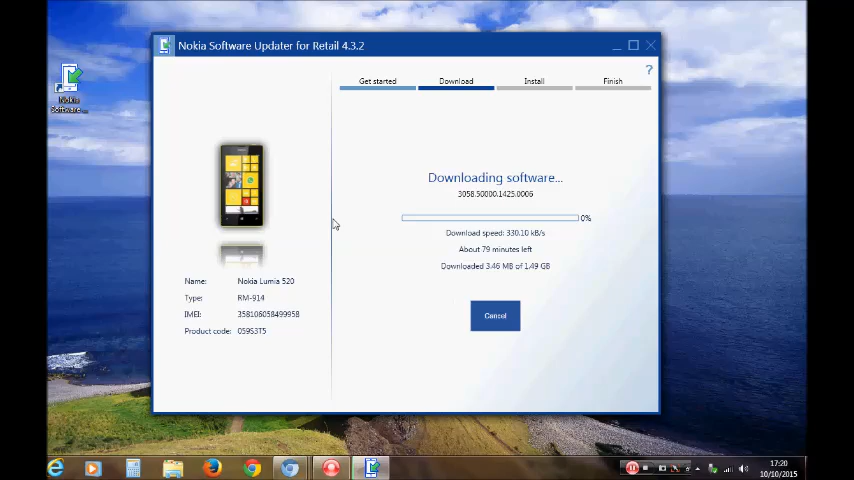 Nokia Software Updater for Retail 4.3.2
?
Nokia
Software...
Get started
Download
Install
Finish
Downloading software...
3058.50000.1425.0006
0%
Download speed: 330.10 kB/s
About 79 minutes left
Downloaded 3.46 MB of 1.49 GB
Cancel
Name: Nokia Lumia 520
Type: RM-914
IMEI: 358106058499958
Product code: 059S3T5
17:20
10/10/2015